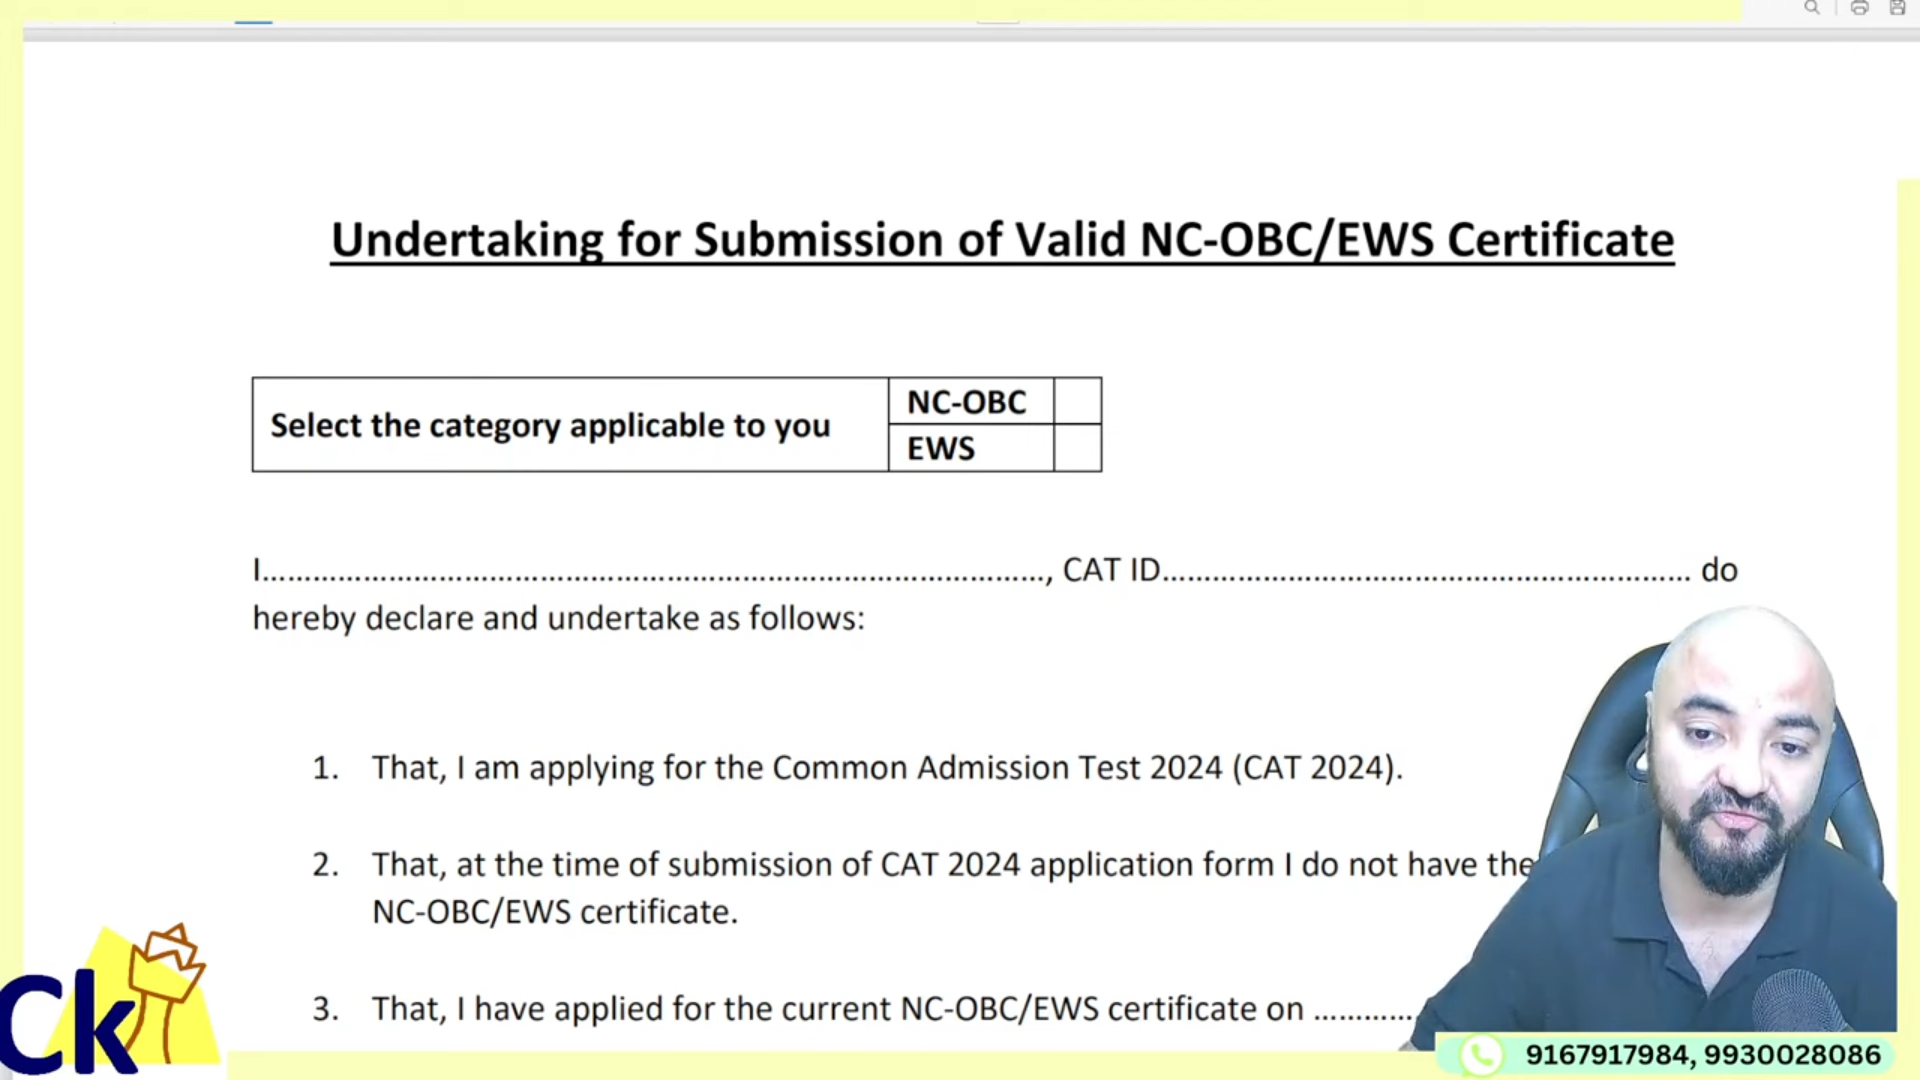 Undertaking for Submission of Valid NC-OBC/EWS Certificate
Select the category applicable to you
NC-OBC
EWS
I......................................................................................., CAT ID............................................................ do
hereby declare and undertake as follows:
1. That, I am applying for the Common Admission Test 2024 (CAT 2024).
2. That, at the time of submission of CAT 2024 application form I do not have the
NC-OBC/EWS certificate.
3. That, I have applied for the current NC-OBC/EWS certificate on ............
Ck
9167917984, 9930028086